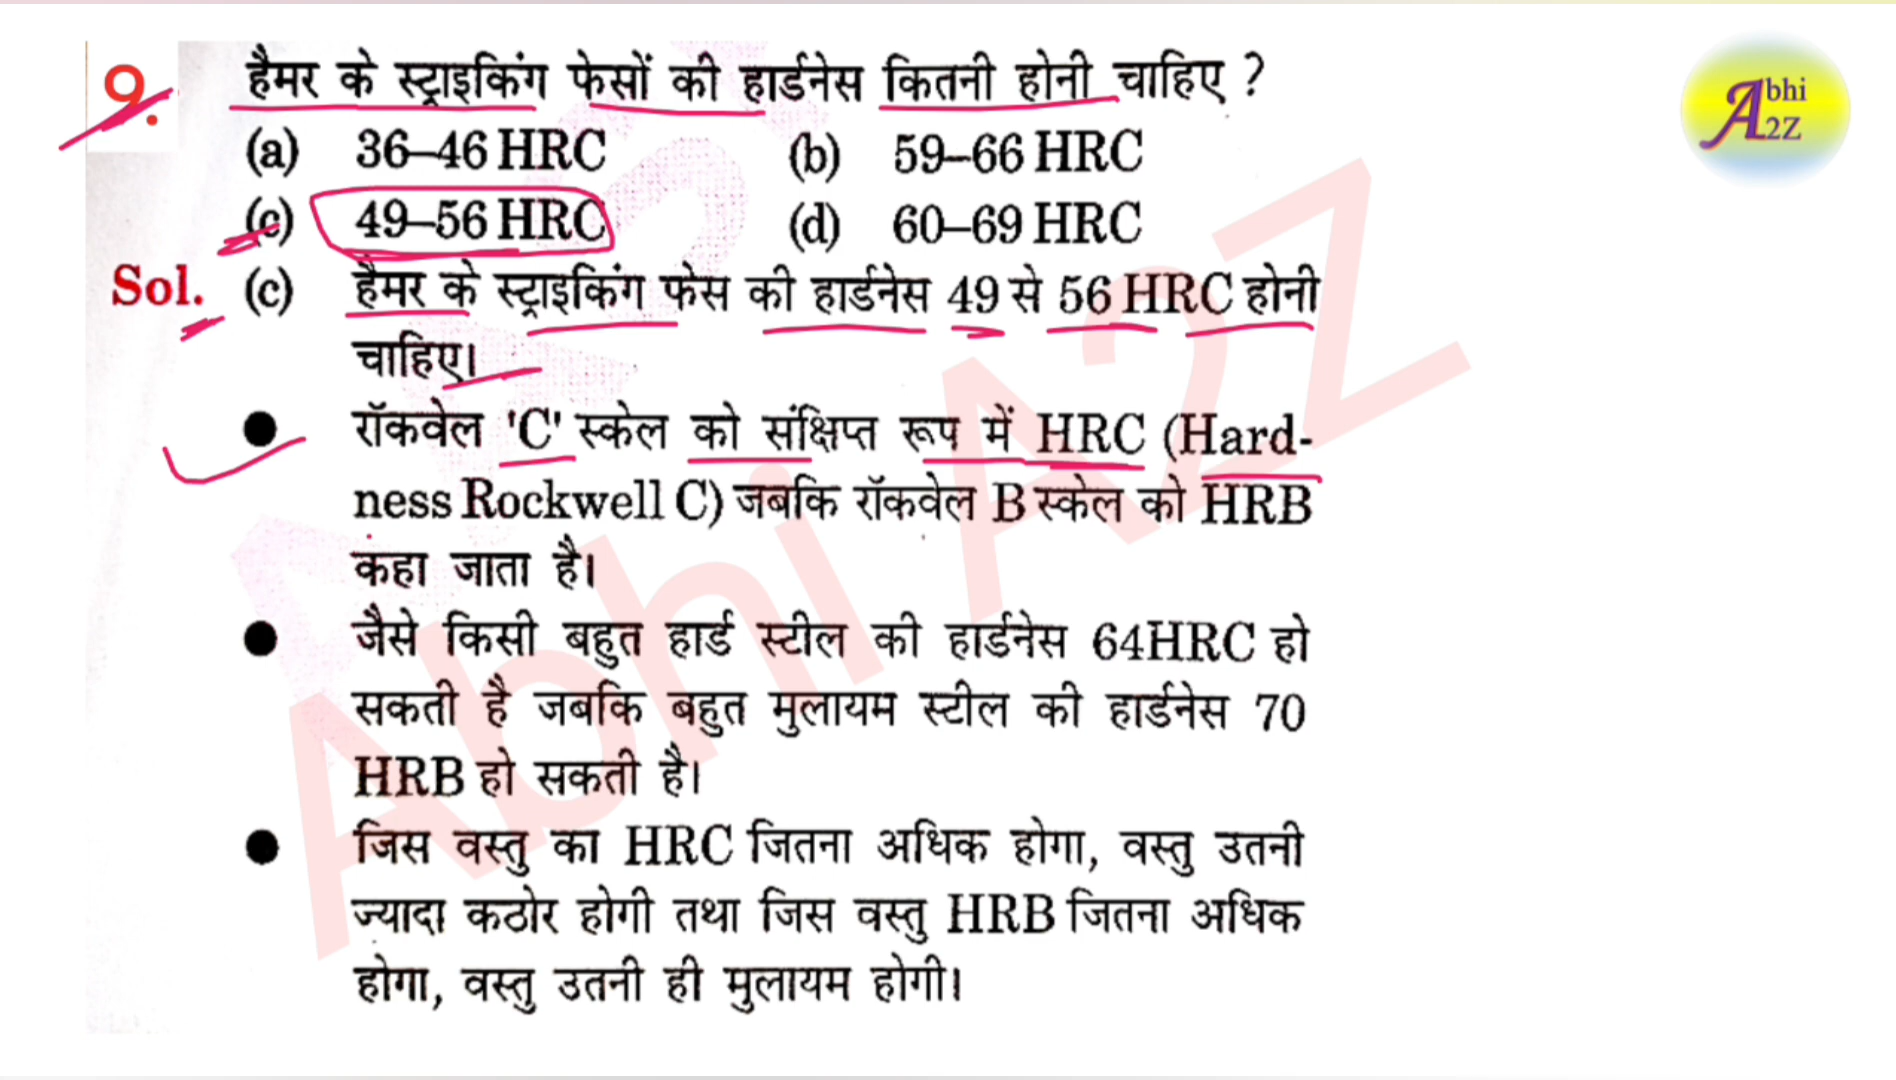 9. हैमर के स्ट्राइकिंग फेसों की हार्डनेस कितनी होनी चाहिए ?
(a) 36–46 HRC (b) 59–66 HRC
(c) 49–56 HRC (d) 60–69 HRC
Sol. (c) हैमर के स्ट्राइकिंग फेस की हार्डनेस 49 से 56 HRC होनी
चाहिए।
● रॉकवेल 'C' स्केल को संक्षिप्त रूप में HRC (Hard-
ness Rockwell C) जबकि रॉकवेल B स्केल को HRB
कहा जाता है।
● जैसे किसी बहुत हार्ड स्टील की हार्डनेस 64HRC हो
सकती है जबकि बहुत मुलायम स्टील की हार्डनेस 70
HRB हो सकती है।
● जिस वस्तु का HRC जितना अधिक होगा, वस्तु उतनी
ज्यादा कठोर होगी तथा जिस वस्तु HRB जितना अधिक
होगा, वस्तु उतनी ही मुलायम होगी।
Abhi
A2Z
Abhi A2Z